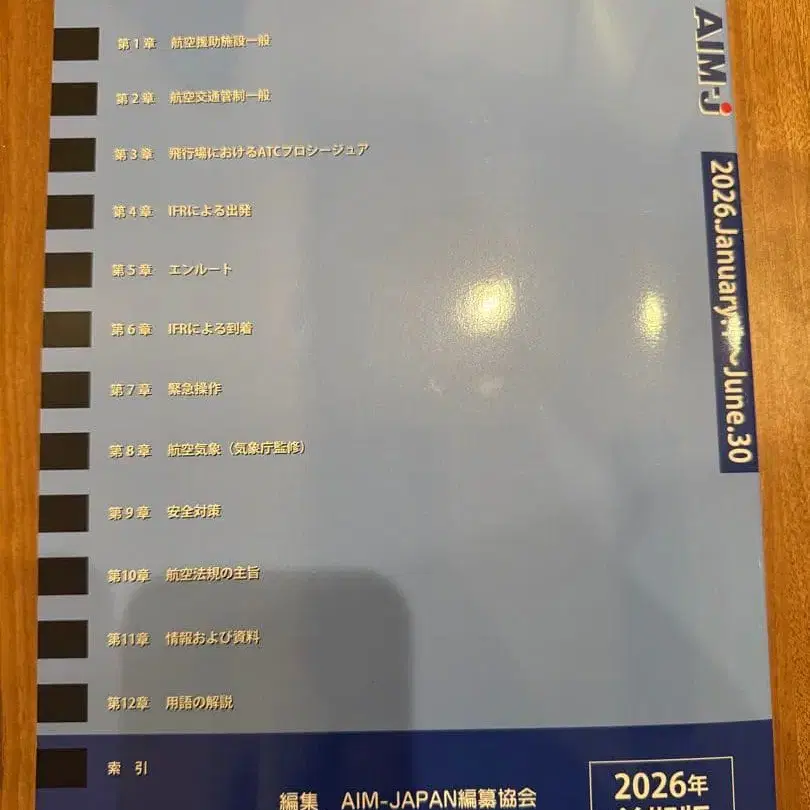 第1章 航空援助施設一般
第2章 航空交通管制一般
第3章 飛行場におけるATCプロシージュア
第4章 IFRによる出発
第5章 エンルート
第6章 IFRによる到着
第7章 緊急操作
第8章 航空気象（気象庁監修）
第9章 安全対策
第10章 航空法規の主旨
第11章 情報および資料
第12章 用語の解説
索 引
編集 AIM-JAPAN編纂協会
2026年
AIM-J
2026.January.1〜June.30